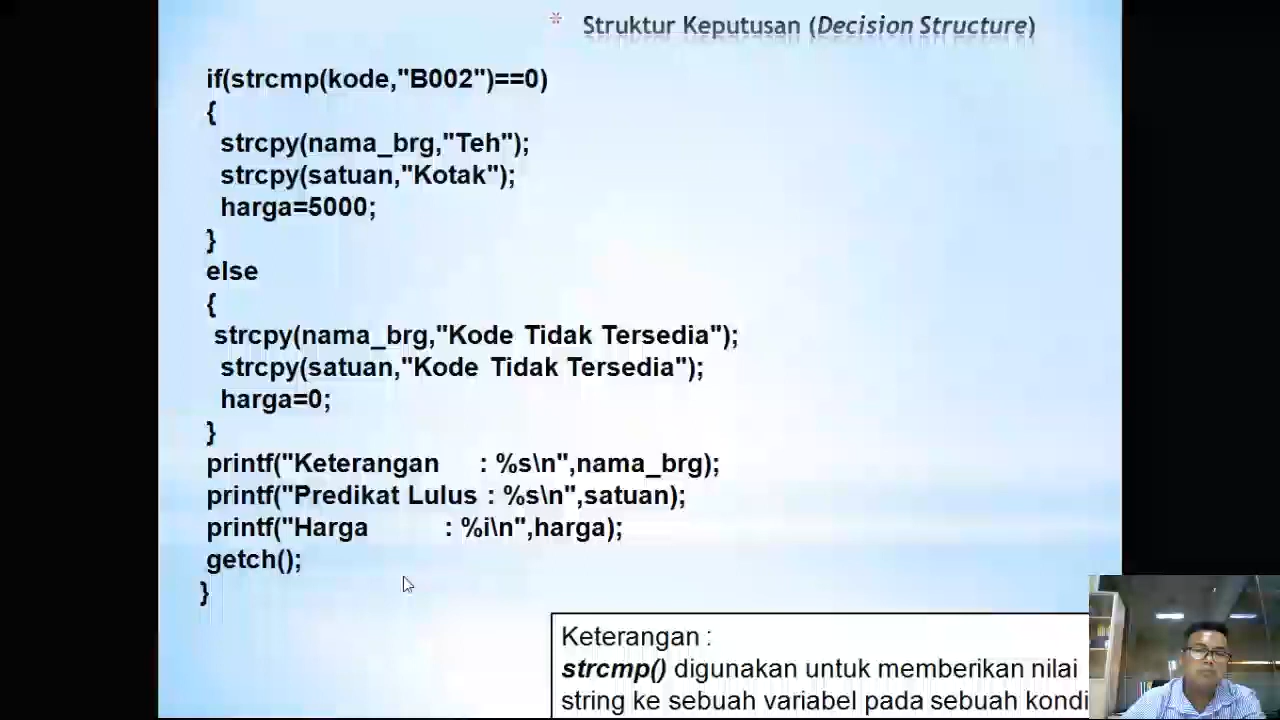 * Struktur Keputusan (Decision Structure)
if(strcmp(kode,"B002")==0)
{
strcpy(nama_brg,"Teh");
strcpy(satuan,"Kotak");
harga=5000;
}
else
{
strcpy(nama_brg,"Kode Tidak Tersedia");
strcpy(satuan,"Kode Tidak Tersedia");
harga=0;
}
printf("Keterangan : %s\n",nama_brg);
printf("Predikat Lulus : %s\n",satuan);
printf("Harga : %i\n",harga);
getch();
}
Keterangan :
strcmp() digunakan untuk memberikan nilai
string ke sebuah variabel pada sebuah kondi